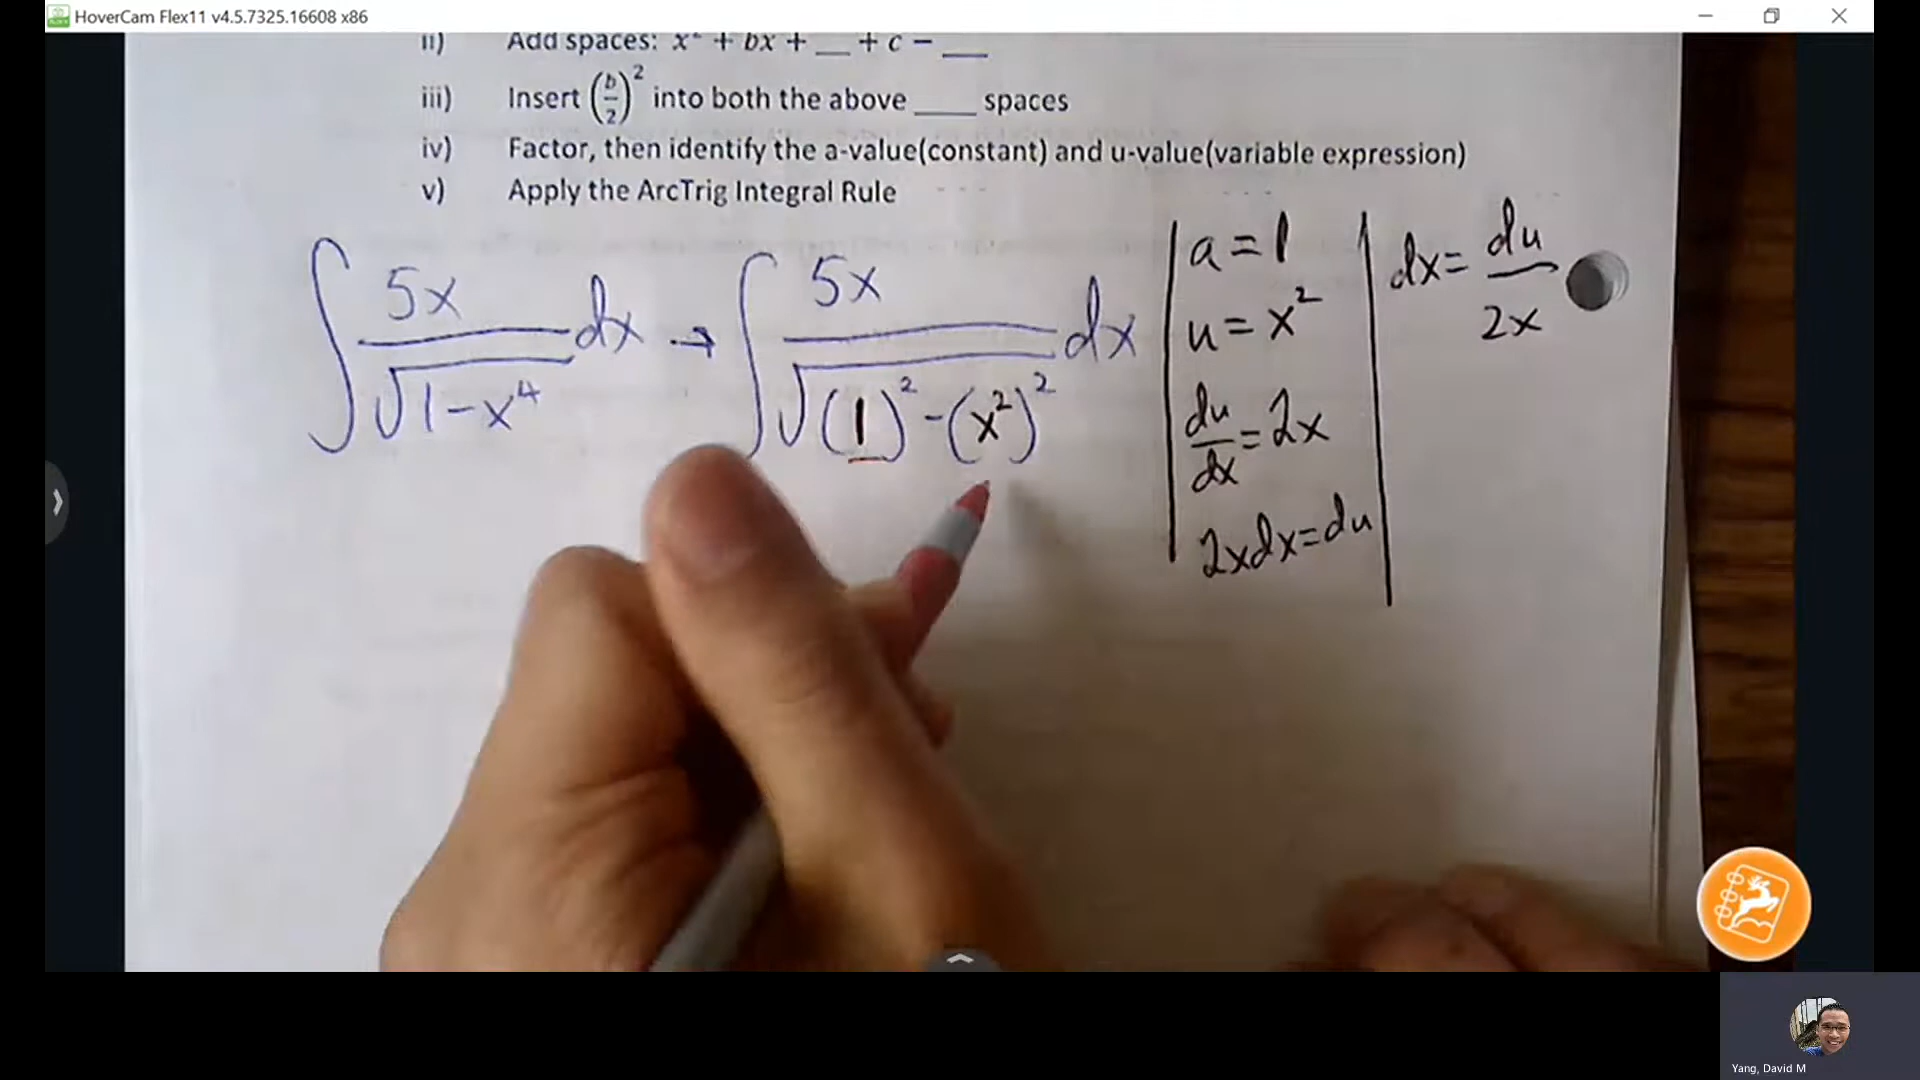 HoverCam Flex11 v4.5.7325.16608 x86
ii) Add spaces: x² + bx + __ + c − ___
iii) Insert (b/2)² into both the above ____ spaces
iv) Factor, then identify the a-value(constant) and u-value(variable expression)
v) Apply the ArcTrig Integral Rule
∫ 5x/√(1-x⁴) dx → ∫ 5x/√((1)²-(x²)²) dx
a = 1
u = x²
du/dx = 2x
2xdx = du
dx = du/2x
Yang, David M